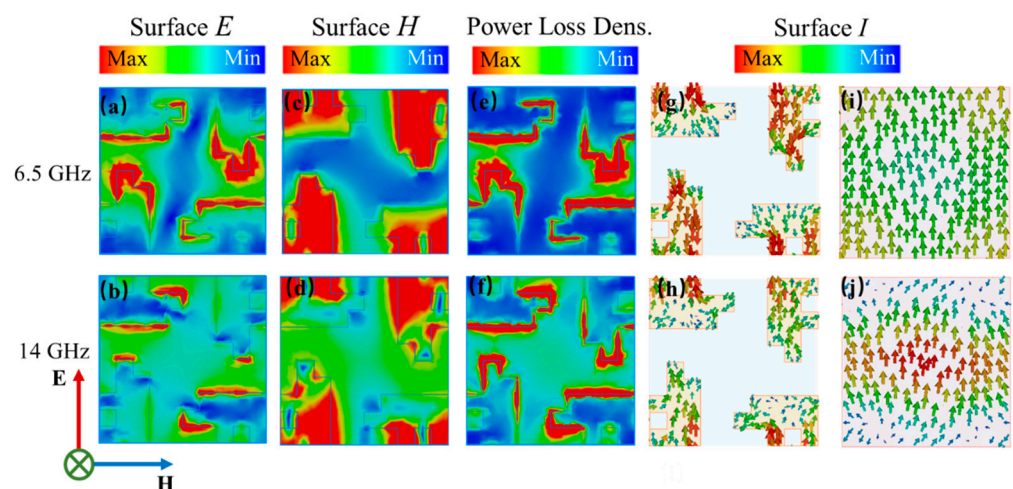 Surface E Surface H Power Loss Dens. Surface I
Max Min Max Min Max Min Max Min
(a) (c) (e) (g) (i)
6.5 GHz
(b) (d) (f) (h) (j)
14 GHz
E
H